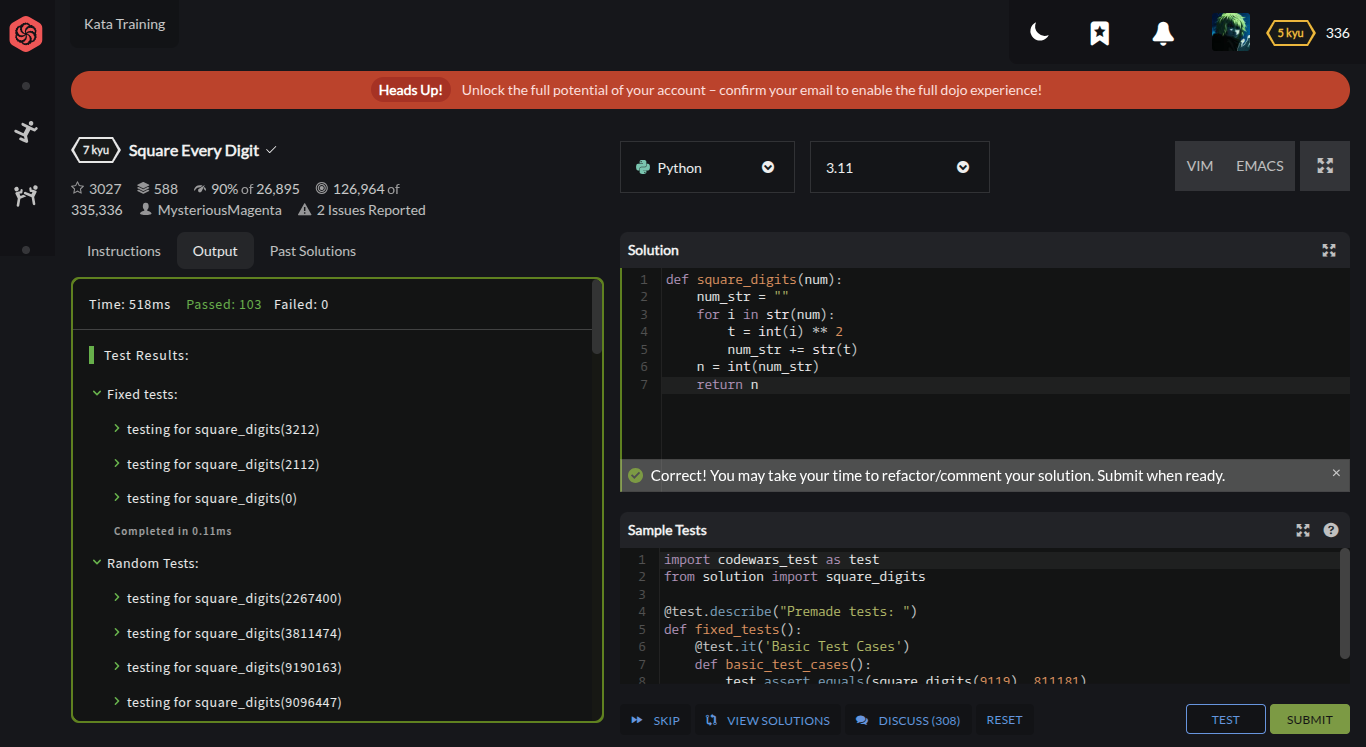 Kata Training
5 kyu 336
Heads Up! Unlock the full potential of your account – confirm your email to enable the full dojo experience!
7 kyu Square Every Digit
3027 588 90% of 26,895 126,964 of
335,336 MysteriousMagenta 2 Issues Reported
Instructions Output Past Solutions
Time: 518ms Passed: 103 Failed: 0
Test Results:
Fixed tests:
testing for square_digits(3212)
testing for square_digits(2112)
testing for square_digits(0)
Completed in 0.11ms
Random Tests:
testing for square_digits(2267400)
testing for square_digits(3811474)
testing for square_digits(9190163)
testing for square_digits(9096447)
Python 3.11 VIM EMACS
Solution
1 def square_digits(num):
2     num_str = ""
3     for i in str(num):
4         t = int(i) ** 2
5         num_str += str(t)
6     n = int(num_str)
7     return n
Correct! You may take your time to refactor/comment your solution. Submit when ready. ×
Sample Tests ?
1 import codewars_test as test
2 from solution import square_digits
3
4 @test.describe("Premade tests: ")
5 def fixed_tests():
6     @test.it('Basic Test Cases')
7     def basic_test_cases():
8         test.assert_equals(square_digits(9119), 811181)
SKIP VIEW SOLUTIONS DISCUSS (308) RESET TEST SUBMIT